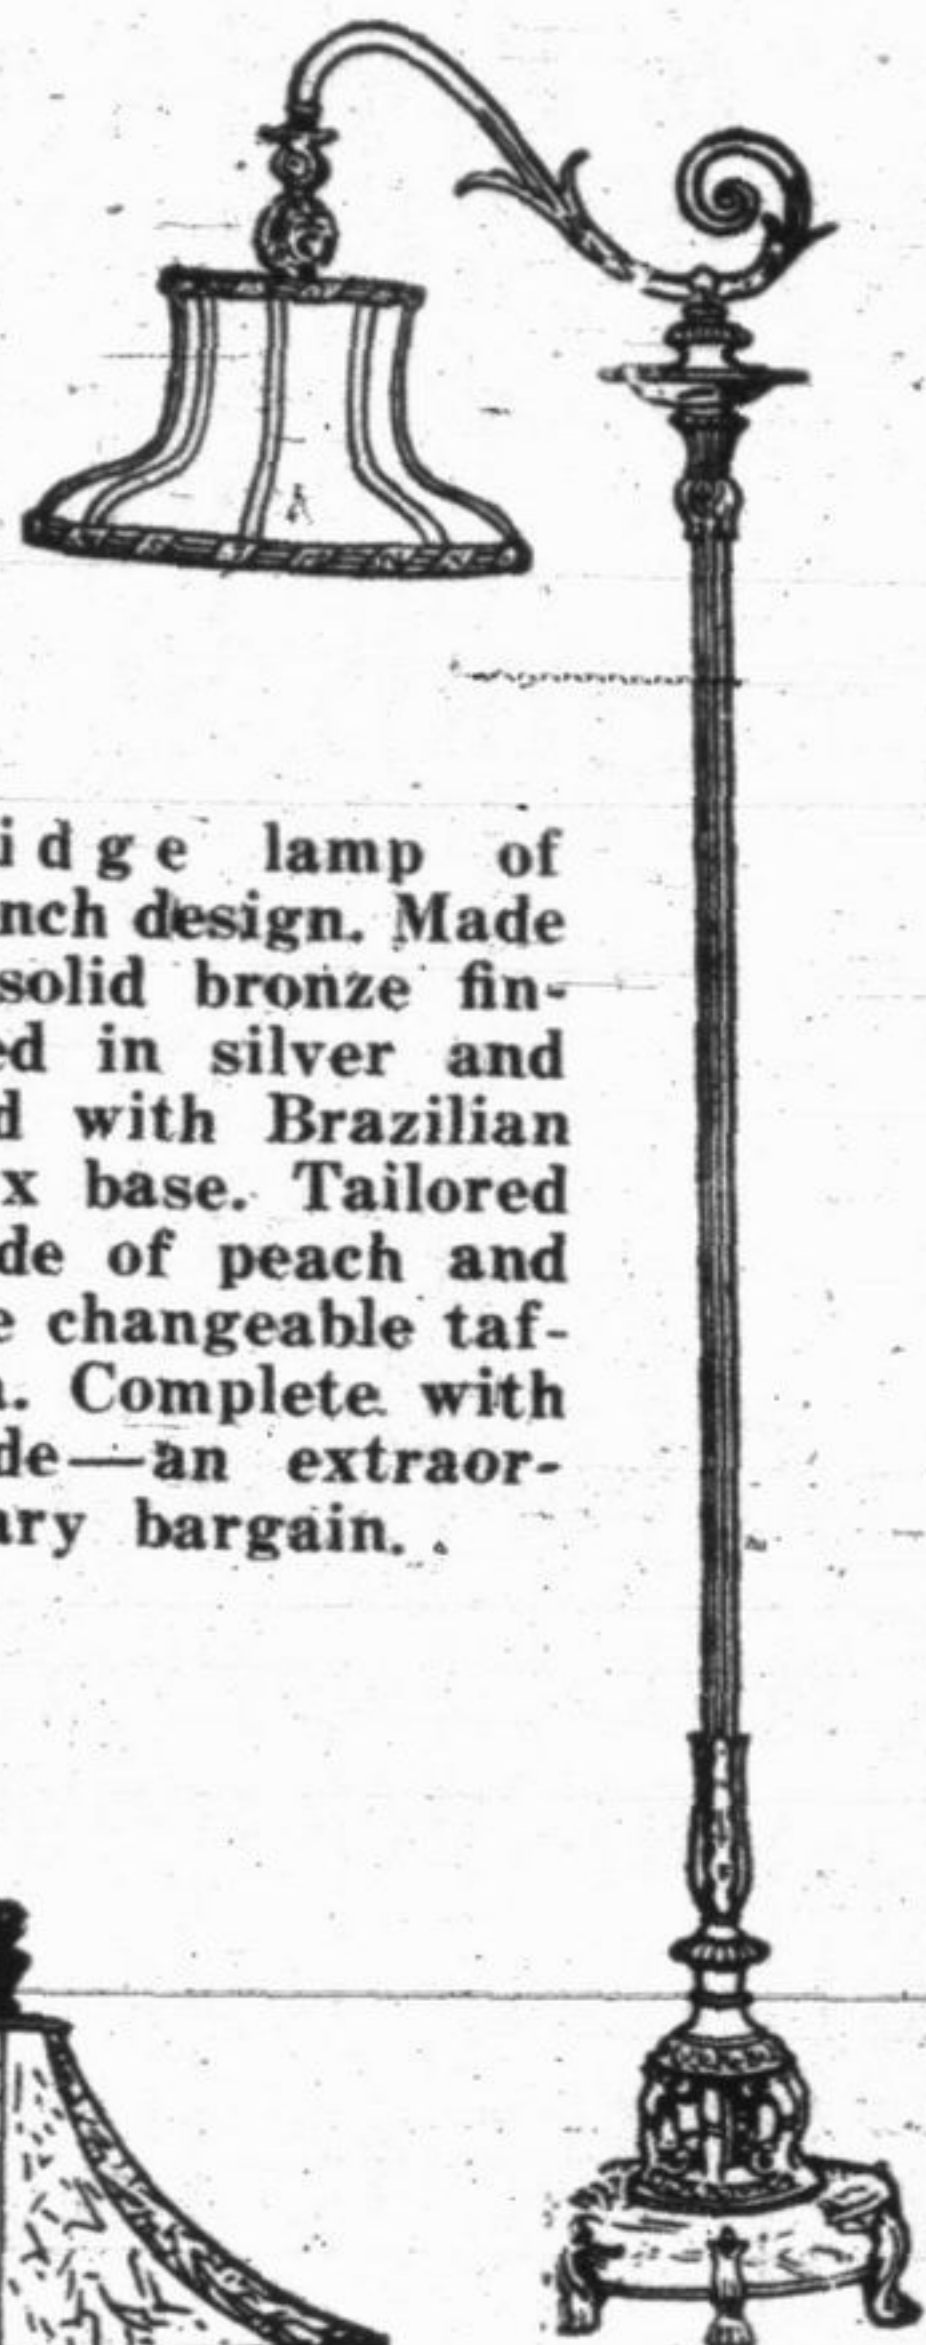 idge lamp of
nch design. Made
solid bronze fin-
ed in silver and
d with Brazilian
x base. Tailored
de of peach and
e changeable taf-
a. Complete with
de—an extraor-
ary bargain.